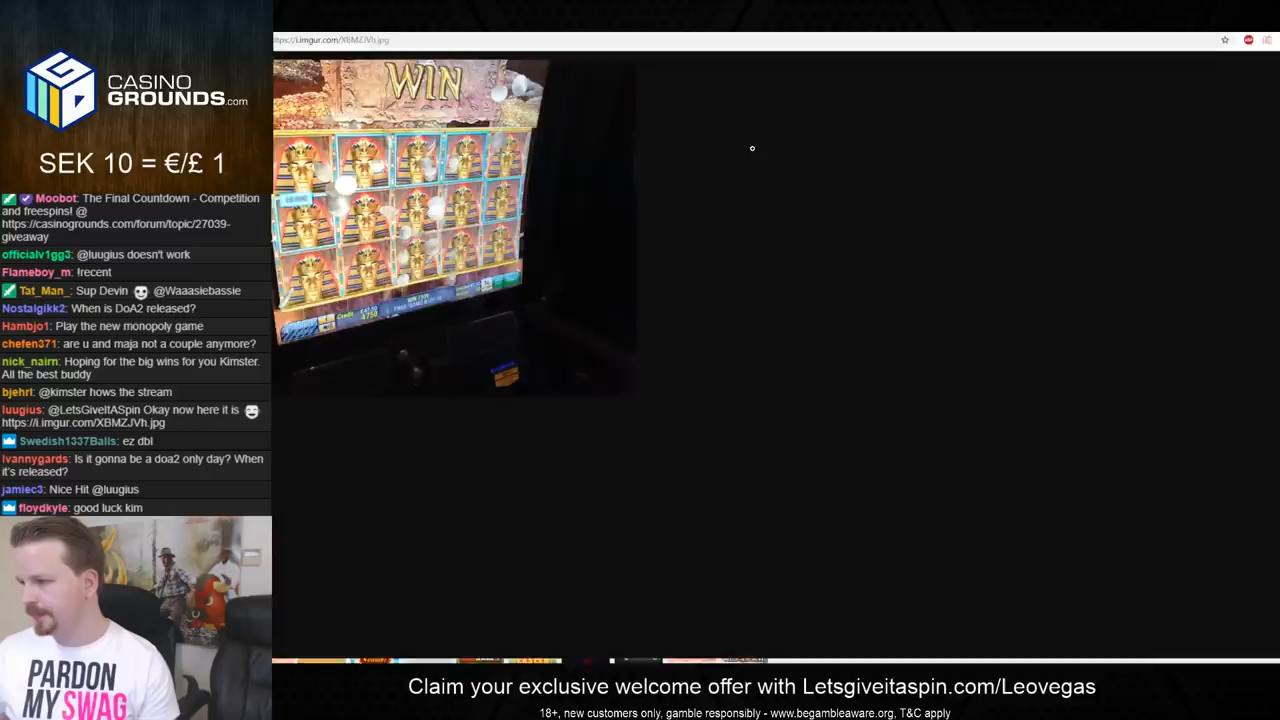 https://i.imgur.com/XBMZJVh.jpg
WIN
CASINO
GROUNDS.com
SEK 10 = €/£ 1
Moobot: The Final Countdown - Competition
and freespins! @
https://casinogrounds.com/forum/topic/27039-
giveaway
officialv1gg3: @luugius doesn't work
Flameboy_m: !recent
Tat_Man_: Sup Devin @Waaasiebassie
Nostalgikk2: When is DoA2 released?
Hambjo1: Play the new monopoly game
chefen371: are u and maja not a couple anymore?
nick_nairn: Hoping for the big wins for you Kimster.
All the best buddy
bjehrl: @kimster hows the stream
luugius: @LetsGiveItASpin Okay now here it is
https://i.imgur.com/XBMZJVh.jpg
Swedish1337Balls: ez dbl
Ivannygards: Is it gonna be a doa2 only day? When
it's released?
jamiec3: Nice Hit @luugius
floydkyle: good luck kim
PARDON
MY SWAG
Claim your exclusive welcome offer with Letsgiveitaspin.com/Leovegas
18+, new customers only, gamble responsibly - www.begambleaware.org, T&C apply